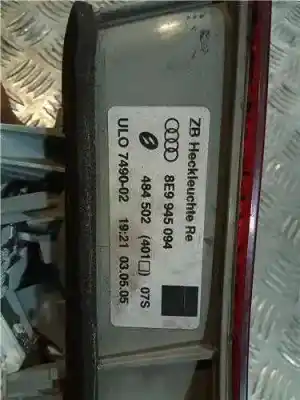 ZB Heckleuchte Re
8E9 945 094
484 502 (401□) 07S
ULO 7490-02 19:21 03.05.05